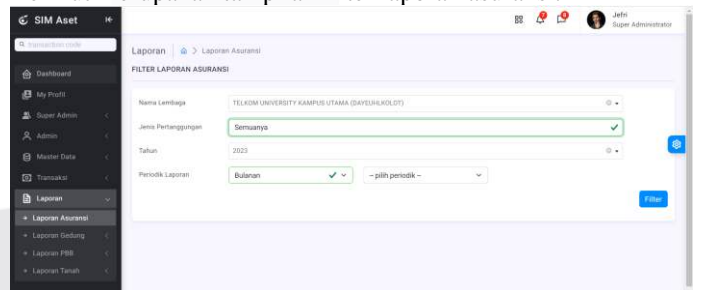 SIM Aset
Jefri
Super Administrator
transaction code
Laporan > Laporan Asuransi
FILTER LAPORAN ASURANSI
Dashboard
My Profil
Super Admin
Admin
Master Data
Transaksi
Laporan
Laporan Asuransi
Laporan Gedung
Laporan PBB
Laporan Tanah
Nama Lembaga TELKOM UNIVERSITY KAMPUS UTAMA (DAYEUHLKOLOT)
Jenis Pertanggungan Semuanya
Tahun 2023
Periodik Laporan Bulanan -- pilih periodik --
Filter